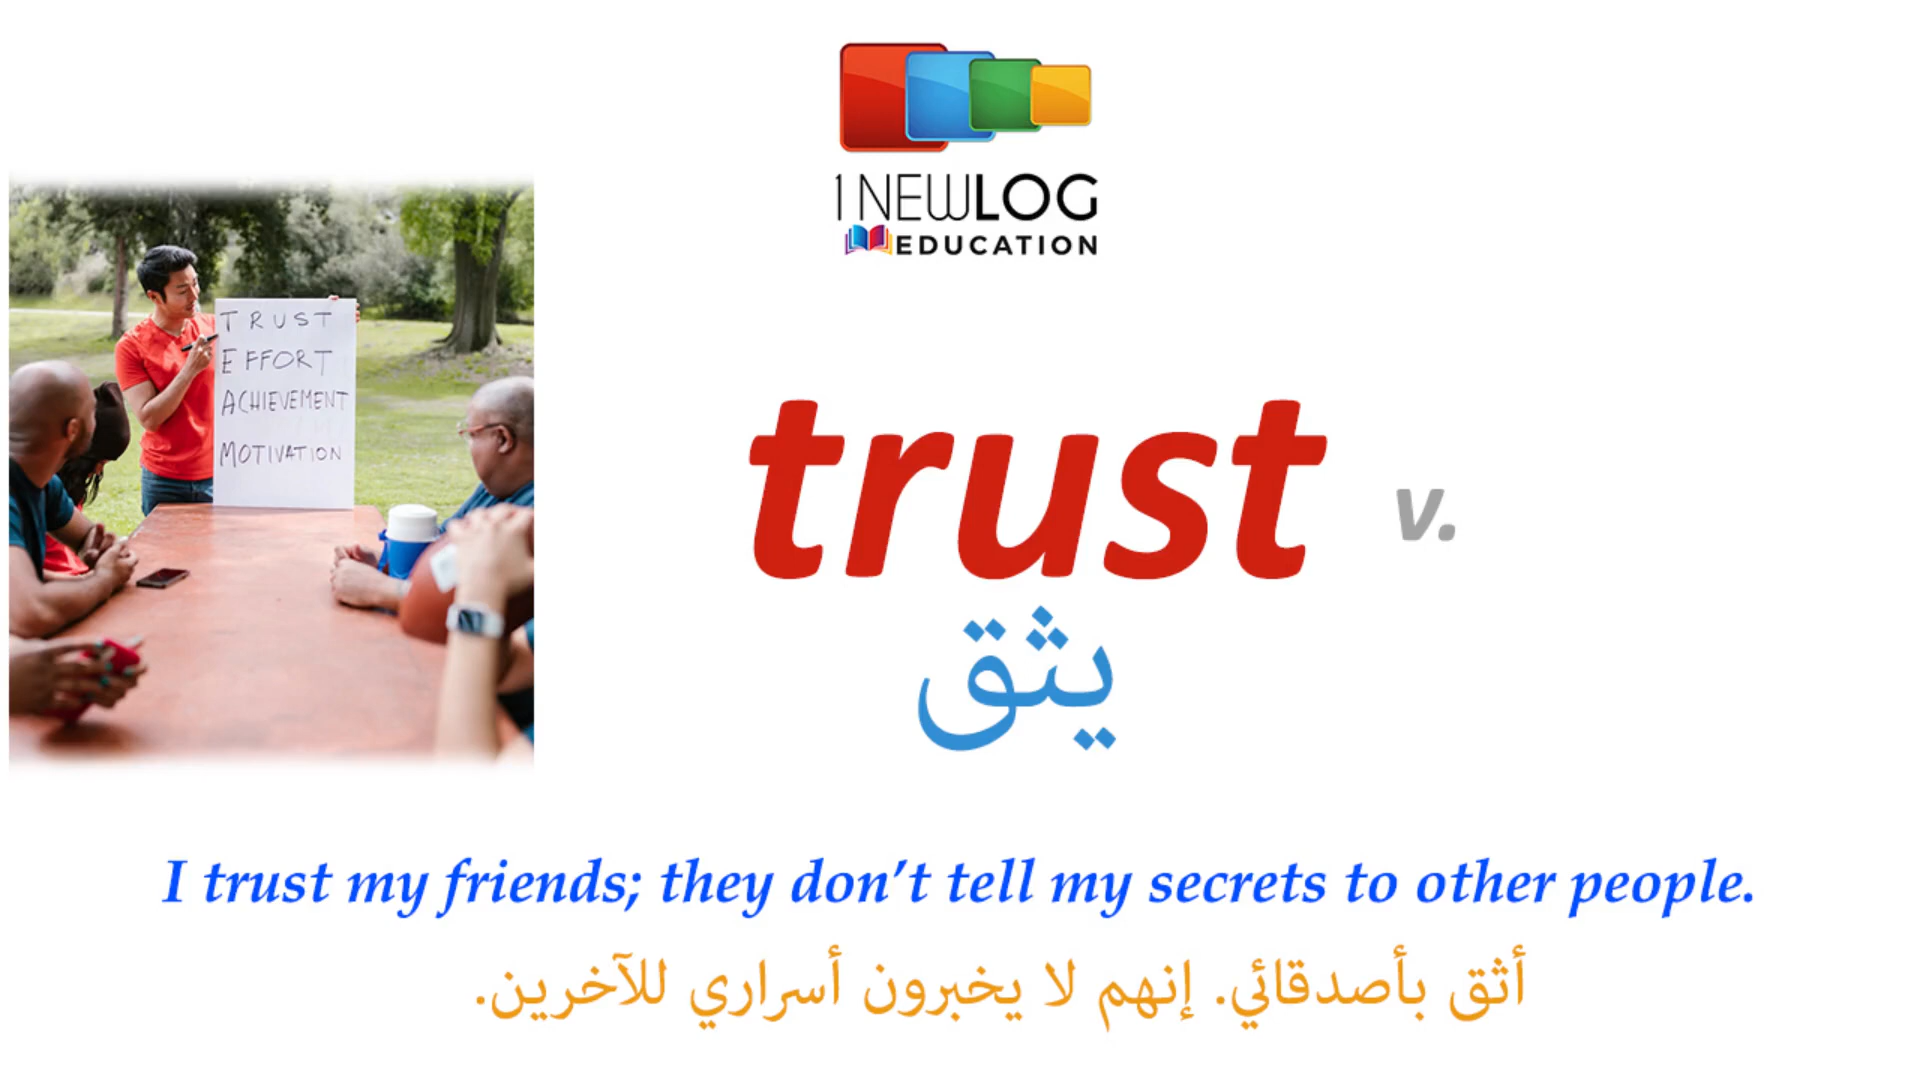 1NEWLOG
EDUCATION
TRUST
EFFORT
ACHIEVEMENT
MOTIVATION
trust v.
يثق
I trust my friends; they don’t tell my secrets to other people.
أثق بأصدقائي. إنهم لا يخبرون أسراري للآخرين.